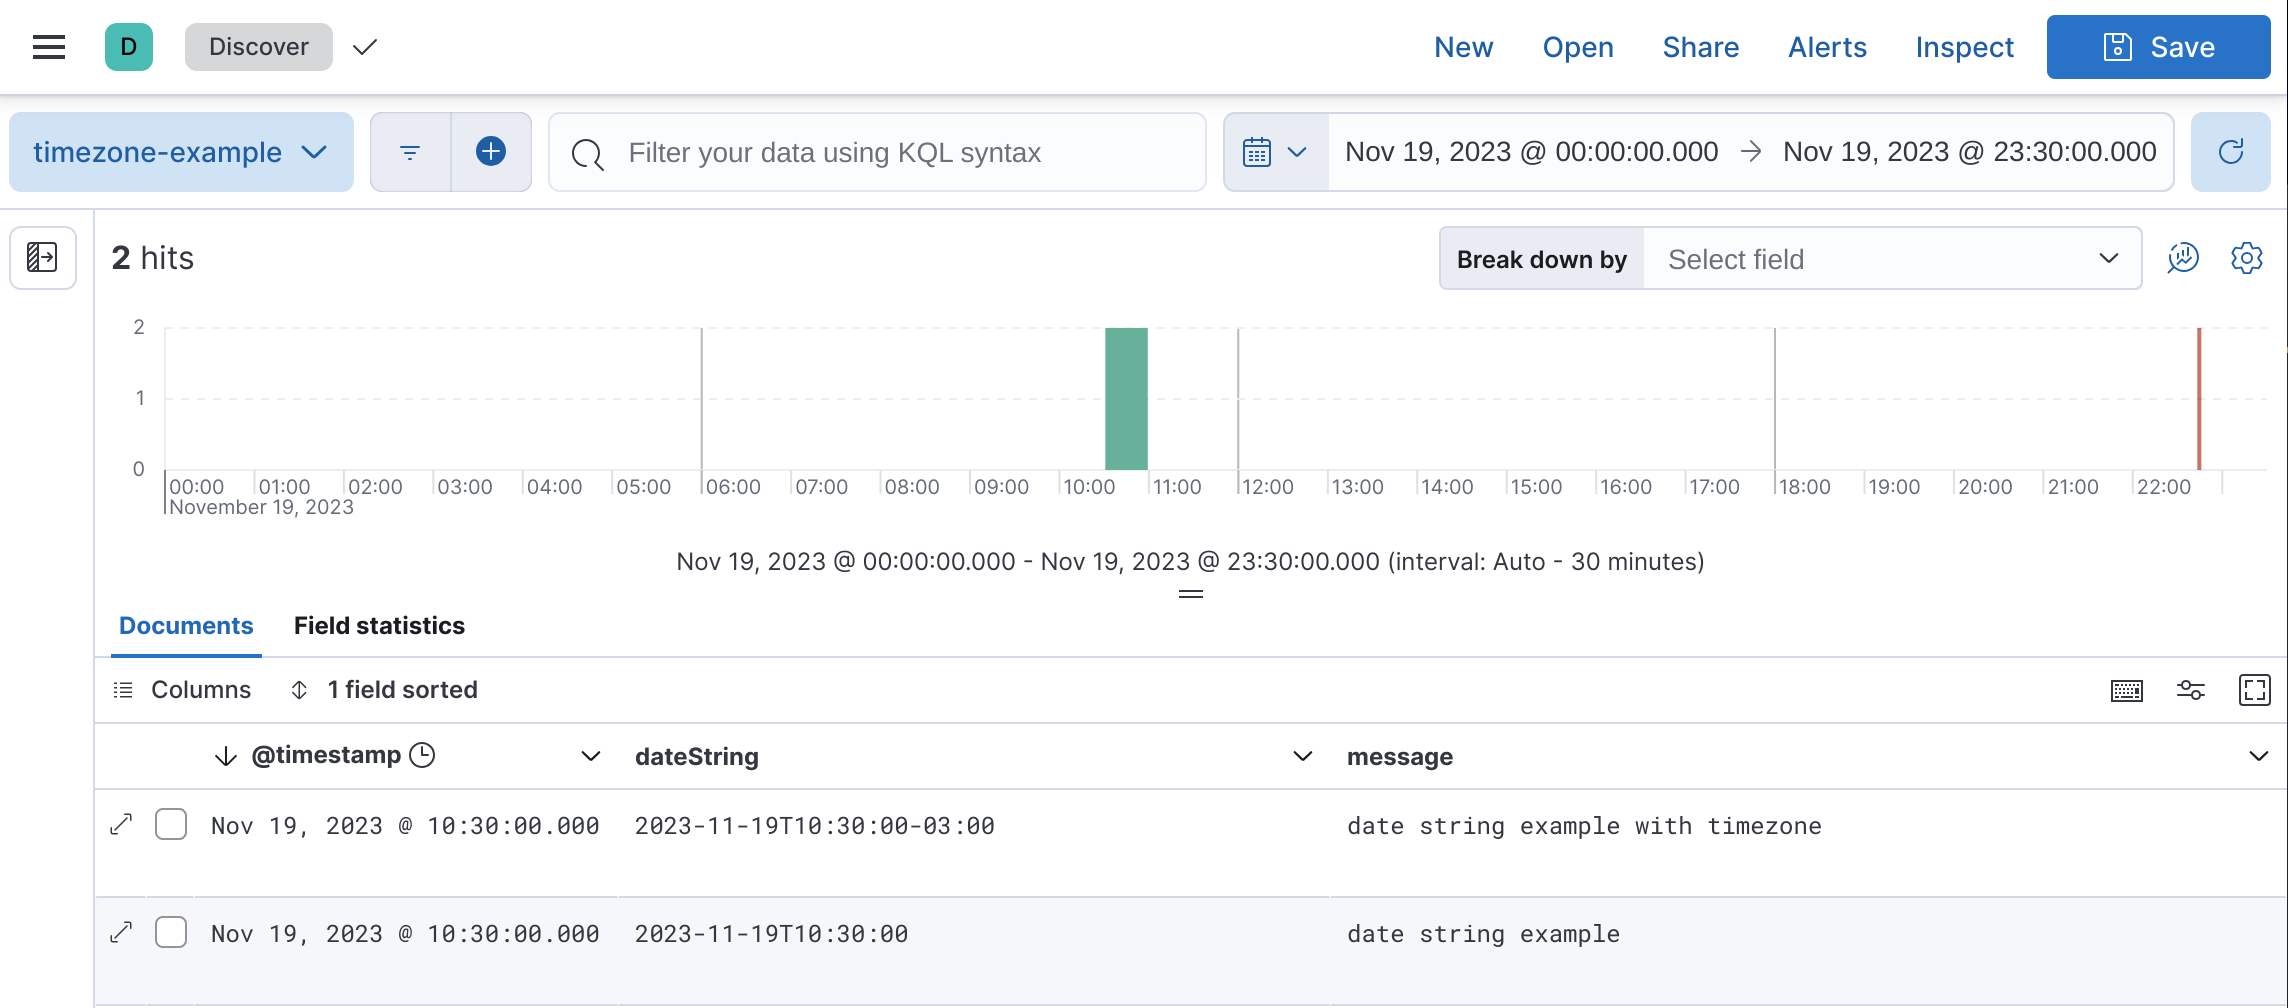 D Discover New Open Share Alerts Inspect Save
timezone-example Filter your data using KQL syntax Nov 19, 2023 @ 00:00:00.000 → Nov 19, 2023 @ 23:30:00.000
2 hits Break down by Select field
2
1
0
00:00 01:00 02:00 03:00 04:00 05:00 06:00 07:00 08:00 09:00 10:00 11:00 12:00 13:00 14:00 15:00 16:00 17:00 18:00 19:00 20:00 21:00 22:00
November 19, 2023
Nov 19, 2023 @ 00:00:00.000 - Nov 19, 2023 @ 23:30:00.000 (interval: Auto - 30 minutes)
Documents Field statistics
Columns 1 field sorted
@timestamp dateString message
Nov 19, 2023 @ 10:30:00.000 2023-11-19T10:30:00-03:00 date string example with timezone
Nov 19, 2023 @ 10:30:00.000 2023-11-19T10:30:00 date string example